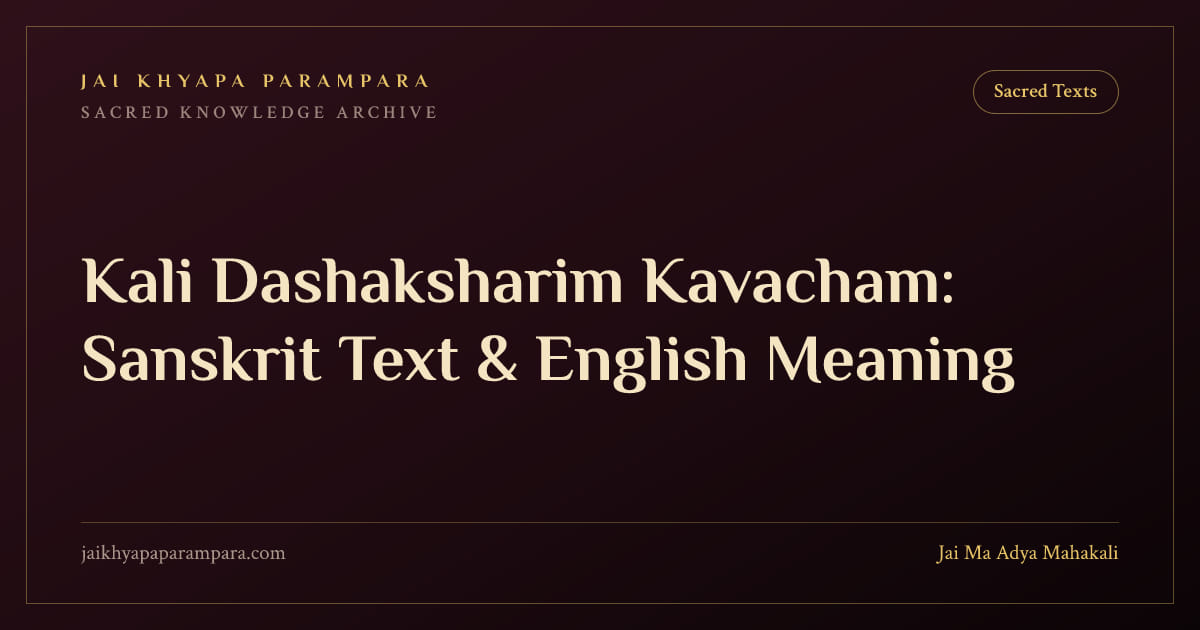 JAI KHYAPA PARAMPARA
SACRED KNOWLEDGE ARCHIVE
Sacred Texts
Kali Dashaksharim Kavacham:
Sanskrit Text & English Meaning
jaikhyapaparampara.com
Jai Ma Adya Mahakali